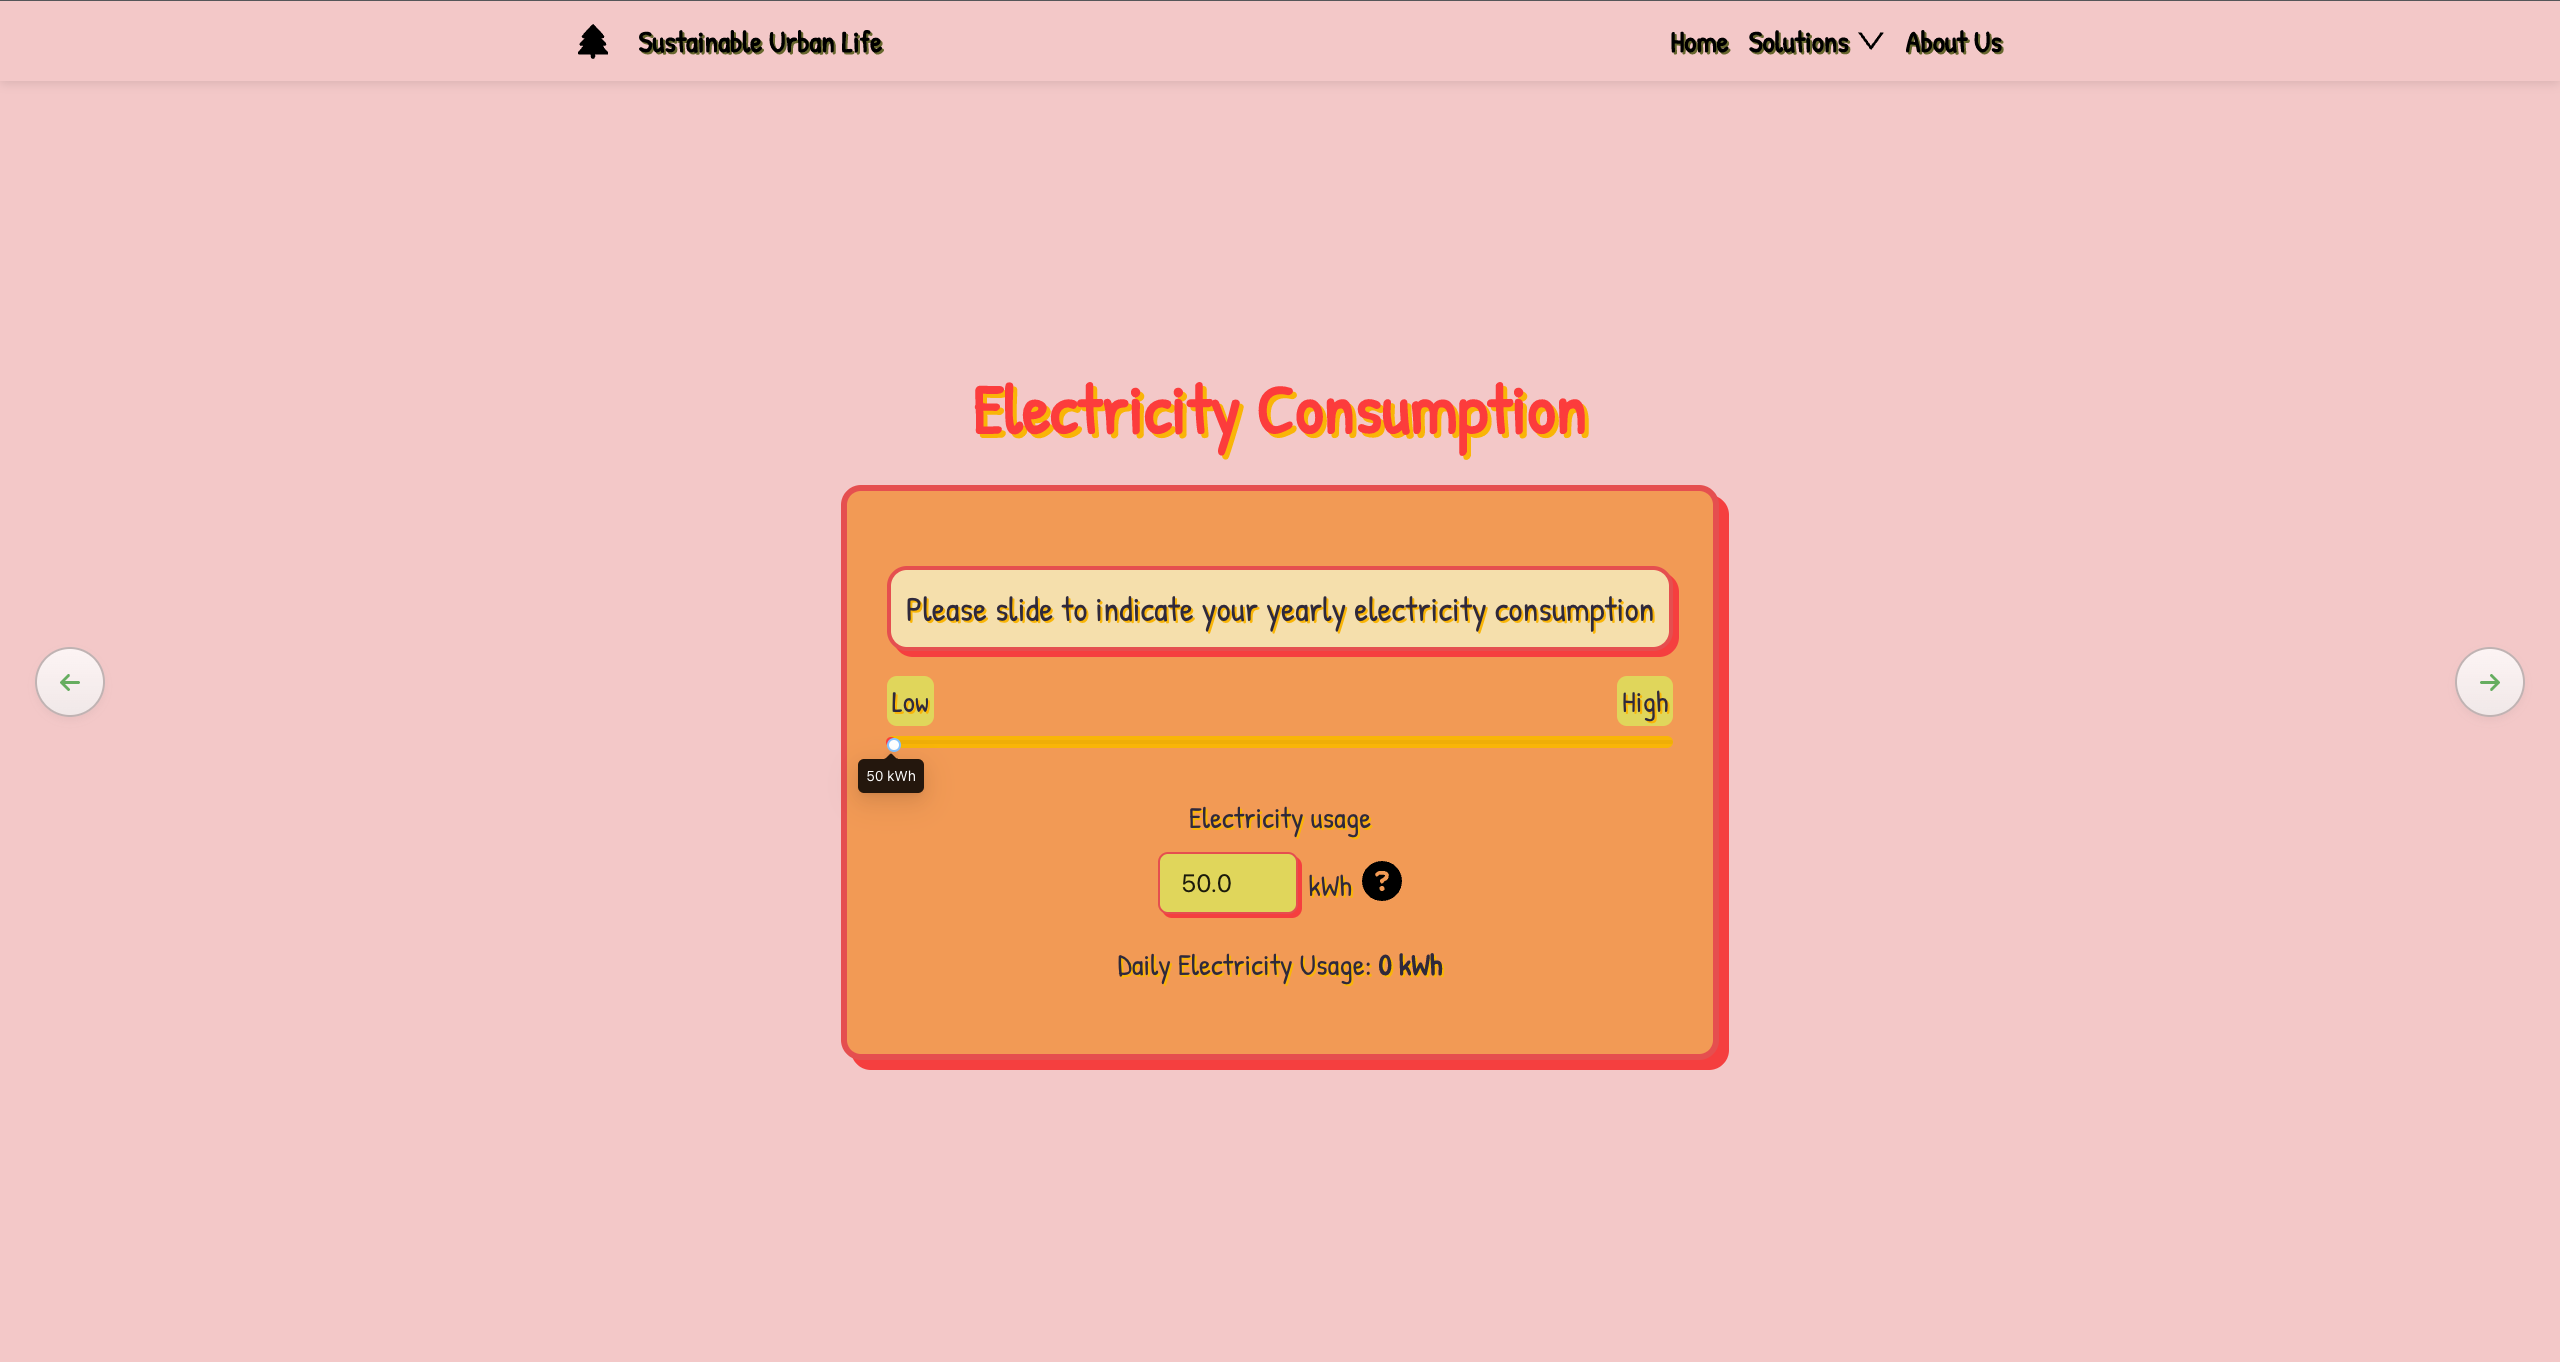 Sustainable Urban Life
Home Solutions About Us
Electricity Consumption
Please slide to indicate your yearly electricity consumption
Low High
50 kWh
Electricity usage
50.0 kWh ?
Daily Electricity Usage: 0 kWh